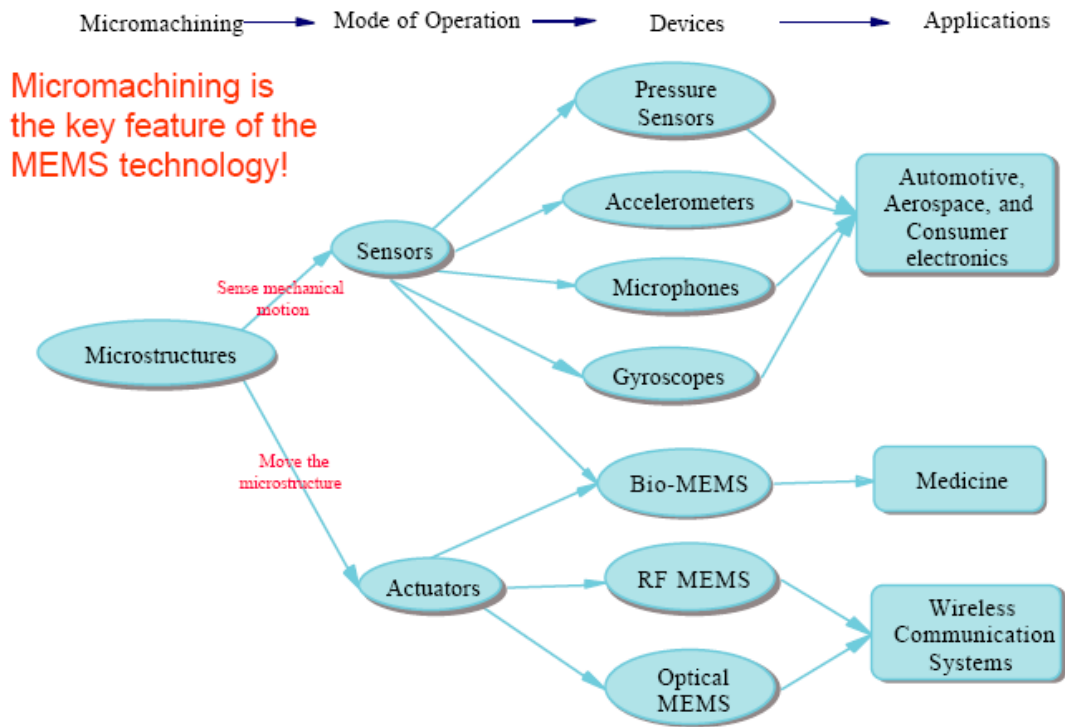 Micromachining
Mode of Operation
Devices
Applications
Micromachining is
the key feature of the
MEMS technology!
Pressure
Sensors
Automotive,
Aerospace, and
Consumer
electronics
Accelerometers
Sensors
Sense mechanical
motion
Microphones
Microstructures
Gyroscopes
Move the
microstructure
Bio-MEMS
Medicine
Actuators
RF MEMS
Wireless
Communication
Systems
Optical
MEMS